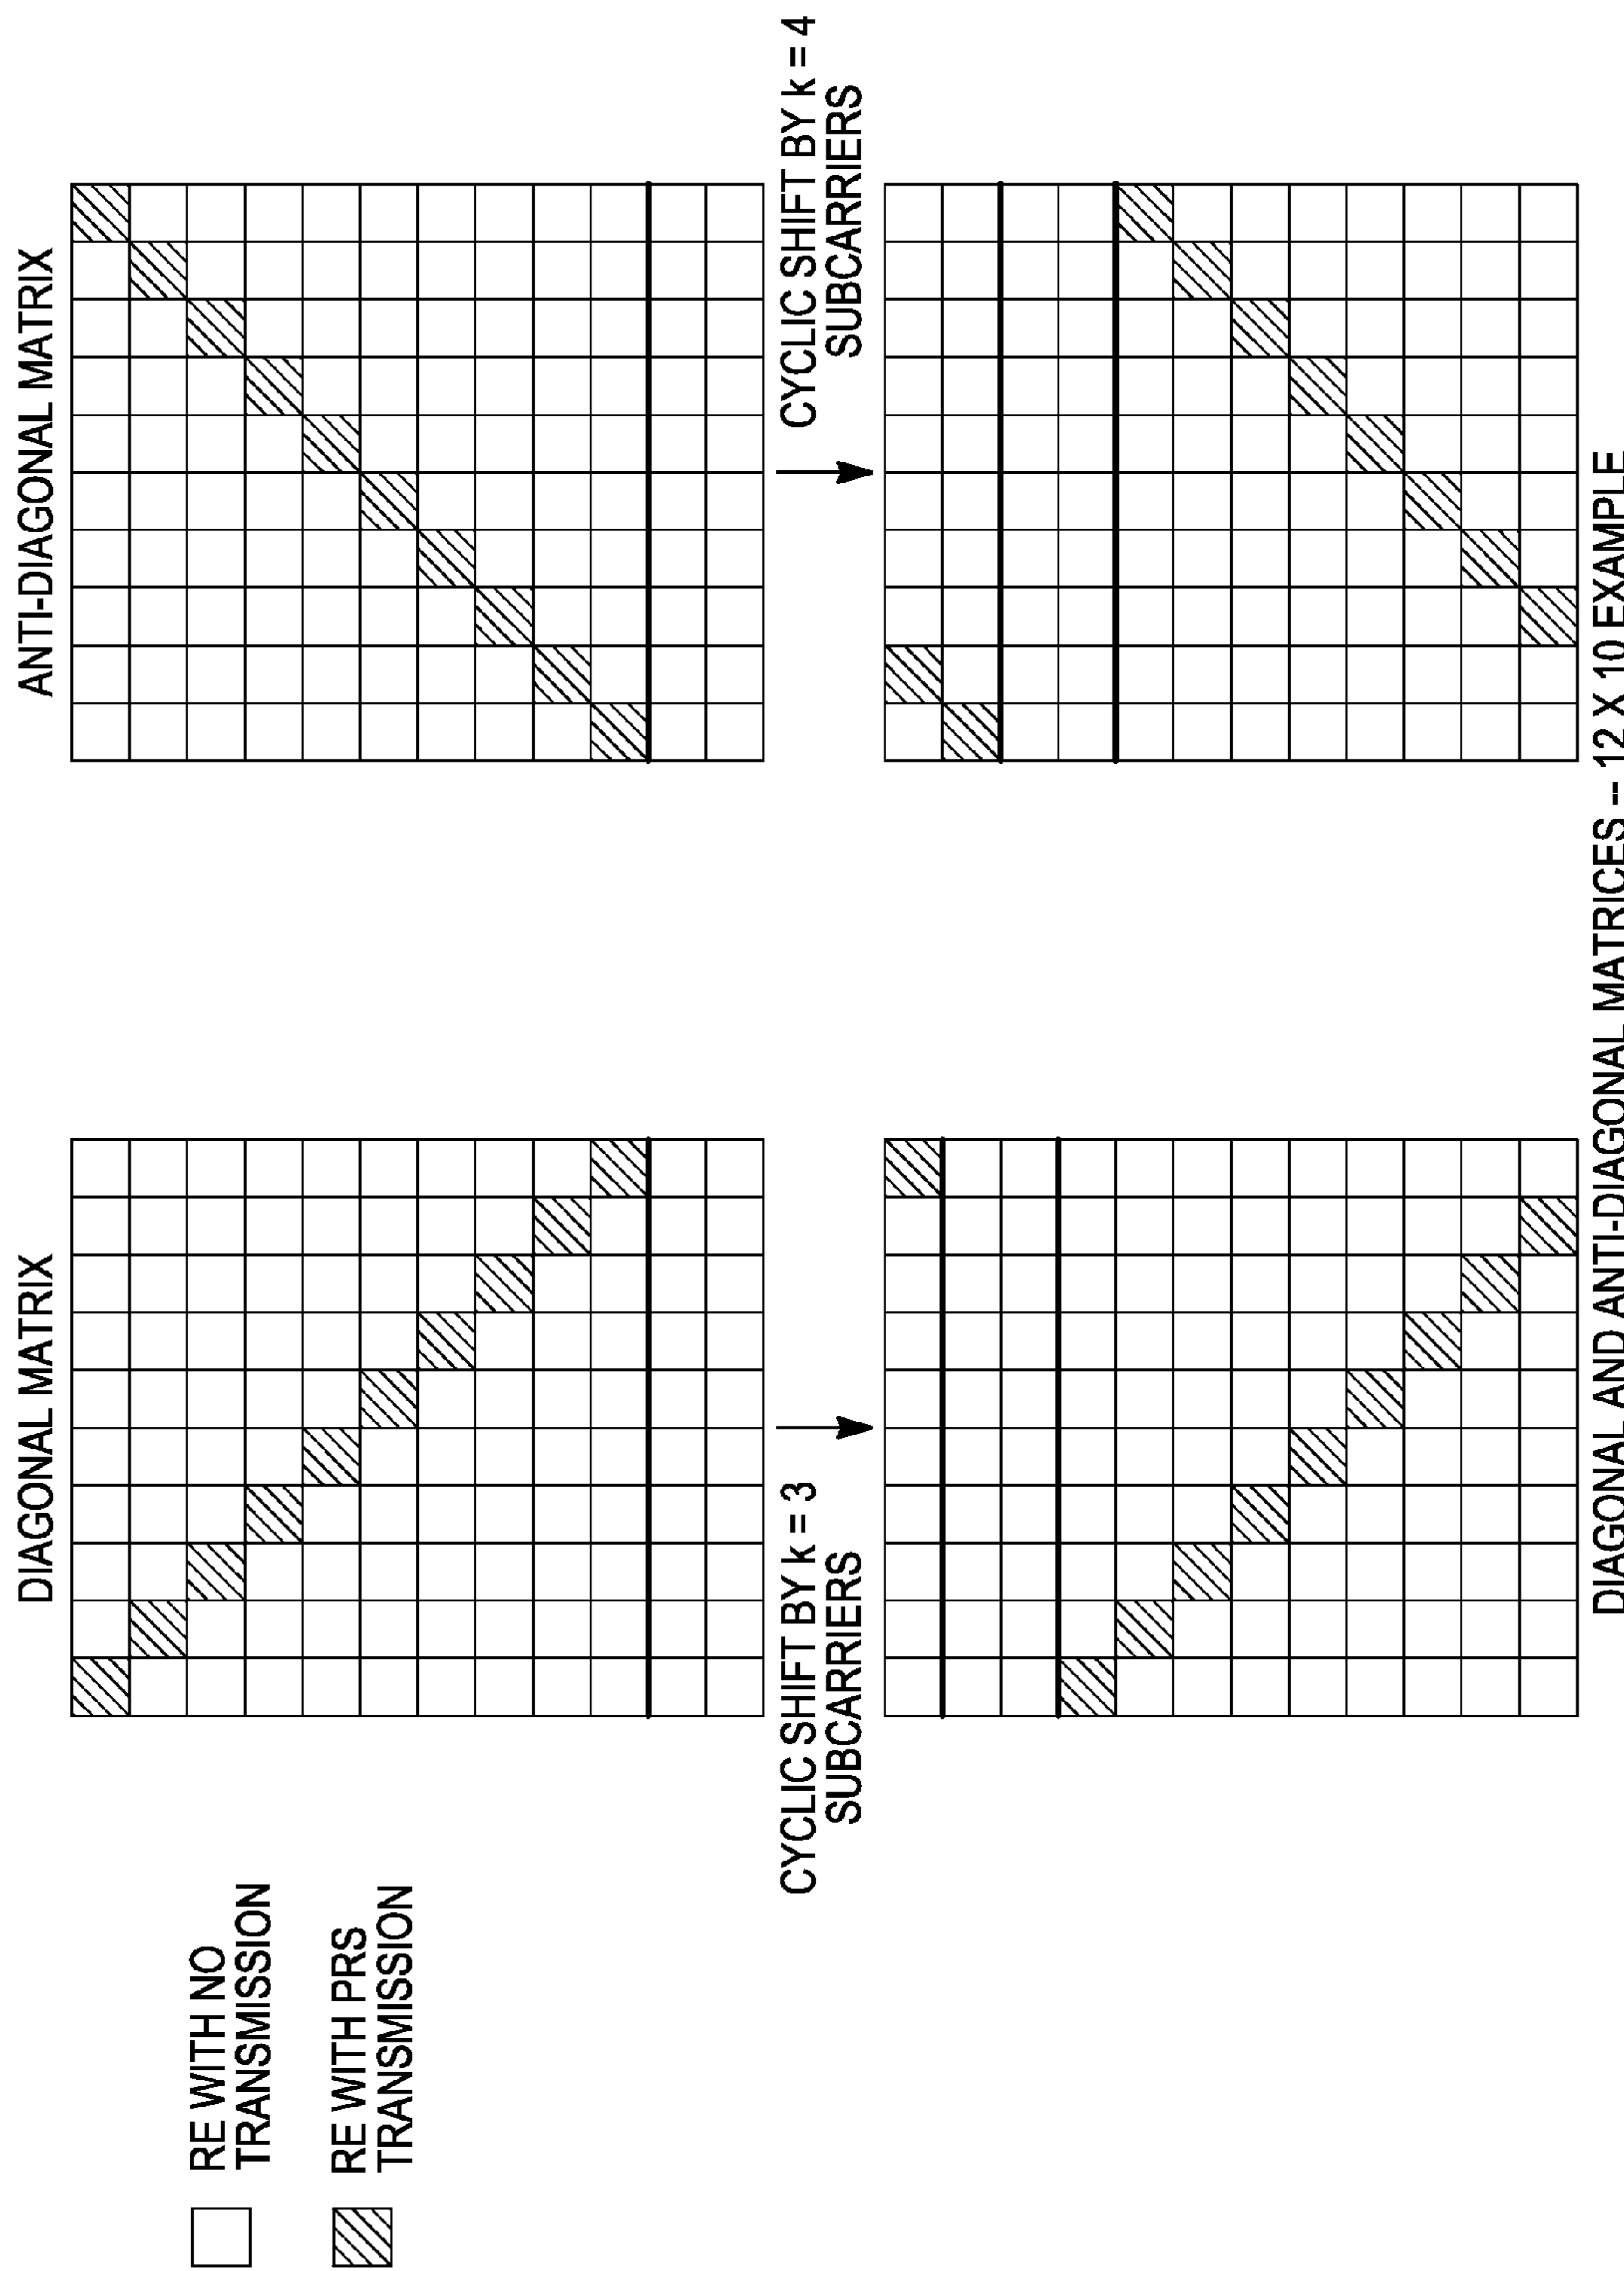 RE WITH NO
TRANSMISSION
RE WITH PRS
TRANSMISSION
DIAGONAL MATRIX
CYCLIC SHIFT BY k = 3
SUBCARRIERS
ANTI-DIAGONAL MATRIX
CYCLIC SHIFT BY k = 4
SUBCARRIERS
DIAGONAL AND ANTI-DIAGONAL MATRICES -- 12 X 10 EXAMPLE